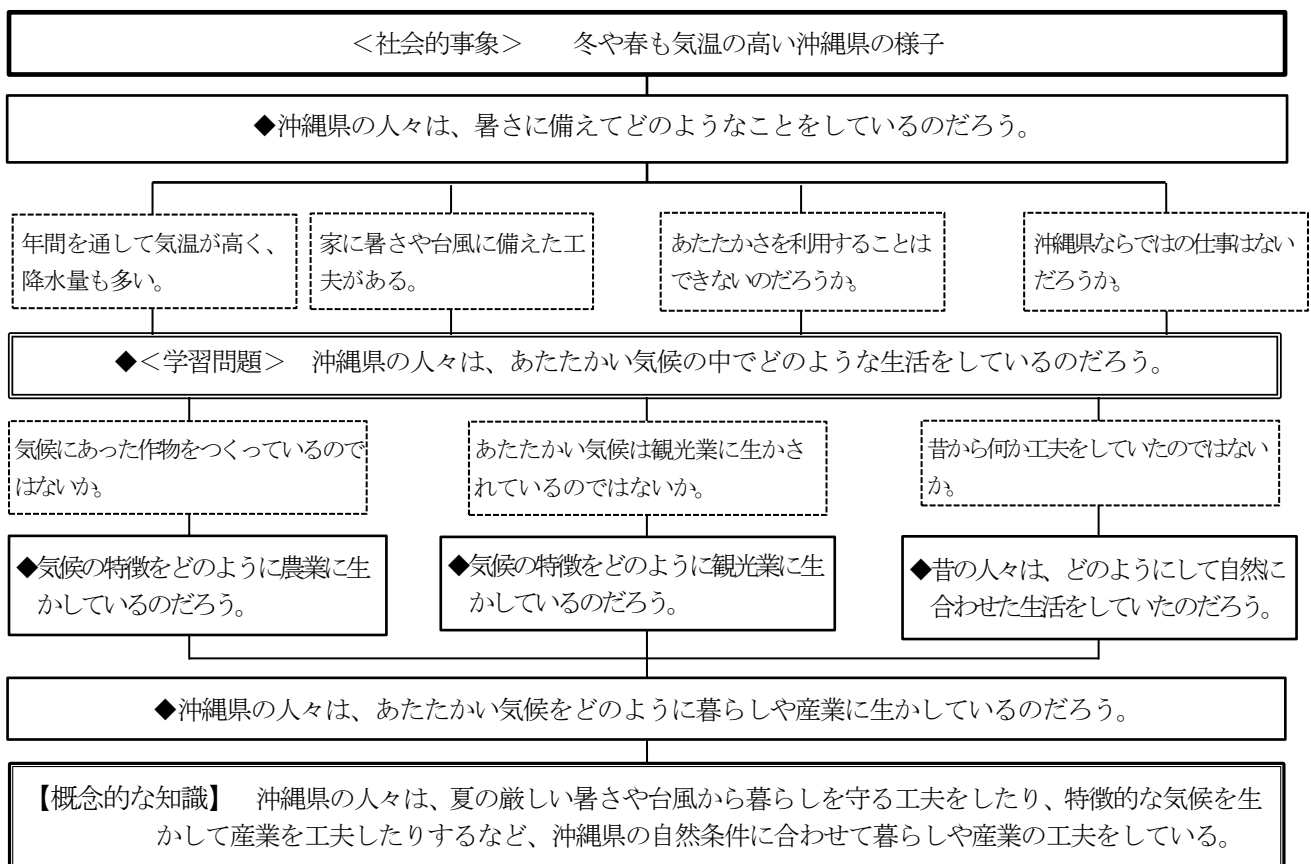 ＜社会的事象＞　　冬や春も気温の高い沖縄県の様子
◆沖縄県の人々は、暑さに備えてどのようなことをしているのだろう。
年間を通して気温が高く、
降水量も多い。
家に暑さや台風に備えた工
夫がある。
あたたかさを利用することは
できないのだろうか。
沖縄県ならではの仕事はない
だろうか。
◆＜学習問題＞　沖縄県の人々は、あたたかい気候の中でどのような生活をしているのだろう。
気候にあった作物をつくっているので
はないか。
あたたかい気候は観光業に生かさ
れているのではないか。
昔から何か工夫をしていたのではない
か。
◆気候の特徴をどのように農業に生
かしているのだろう。
◆気候の特徴をどのように観光業に生
かしているのだろう。
◆昔の人々は、どのようにして自然に
合わせた生活をしていたのだろう。
◆沖縄県の人々は、あたたかい気候をどのように暮らしや産業に生かしているのだろう。
【概念的な知識】　沖縄県の人々は、夏の厳しい暑さや台風から暮らしを守る工夫をしたり、特徴的な気候を生
かして産業を工夫したりするなど、沖縄県の自然条件に合わせて暮らしや産業の工夫をしている。